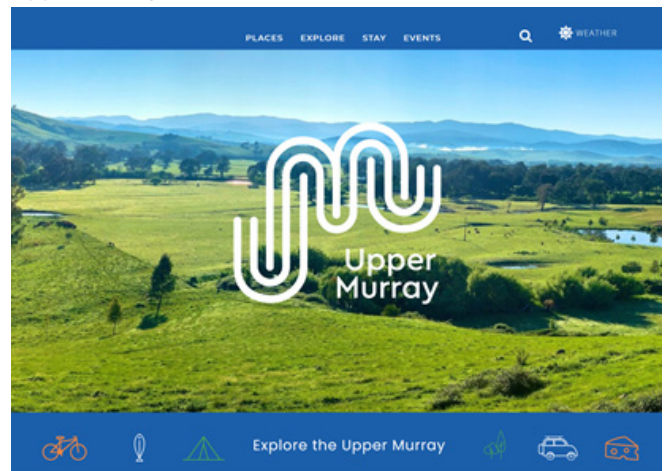 PLACES EXPLORE STAY EVENTS WEATHER
Upper
Murray
Explore the Upper Murray